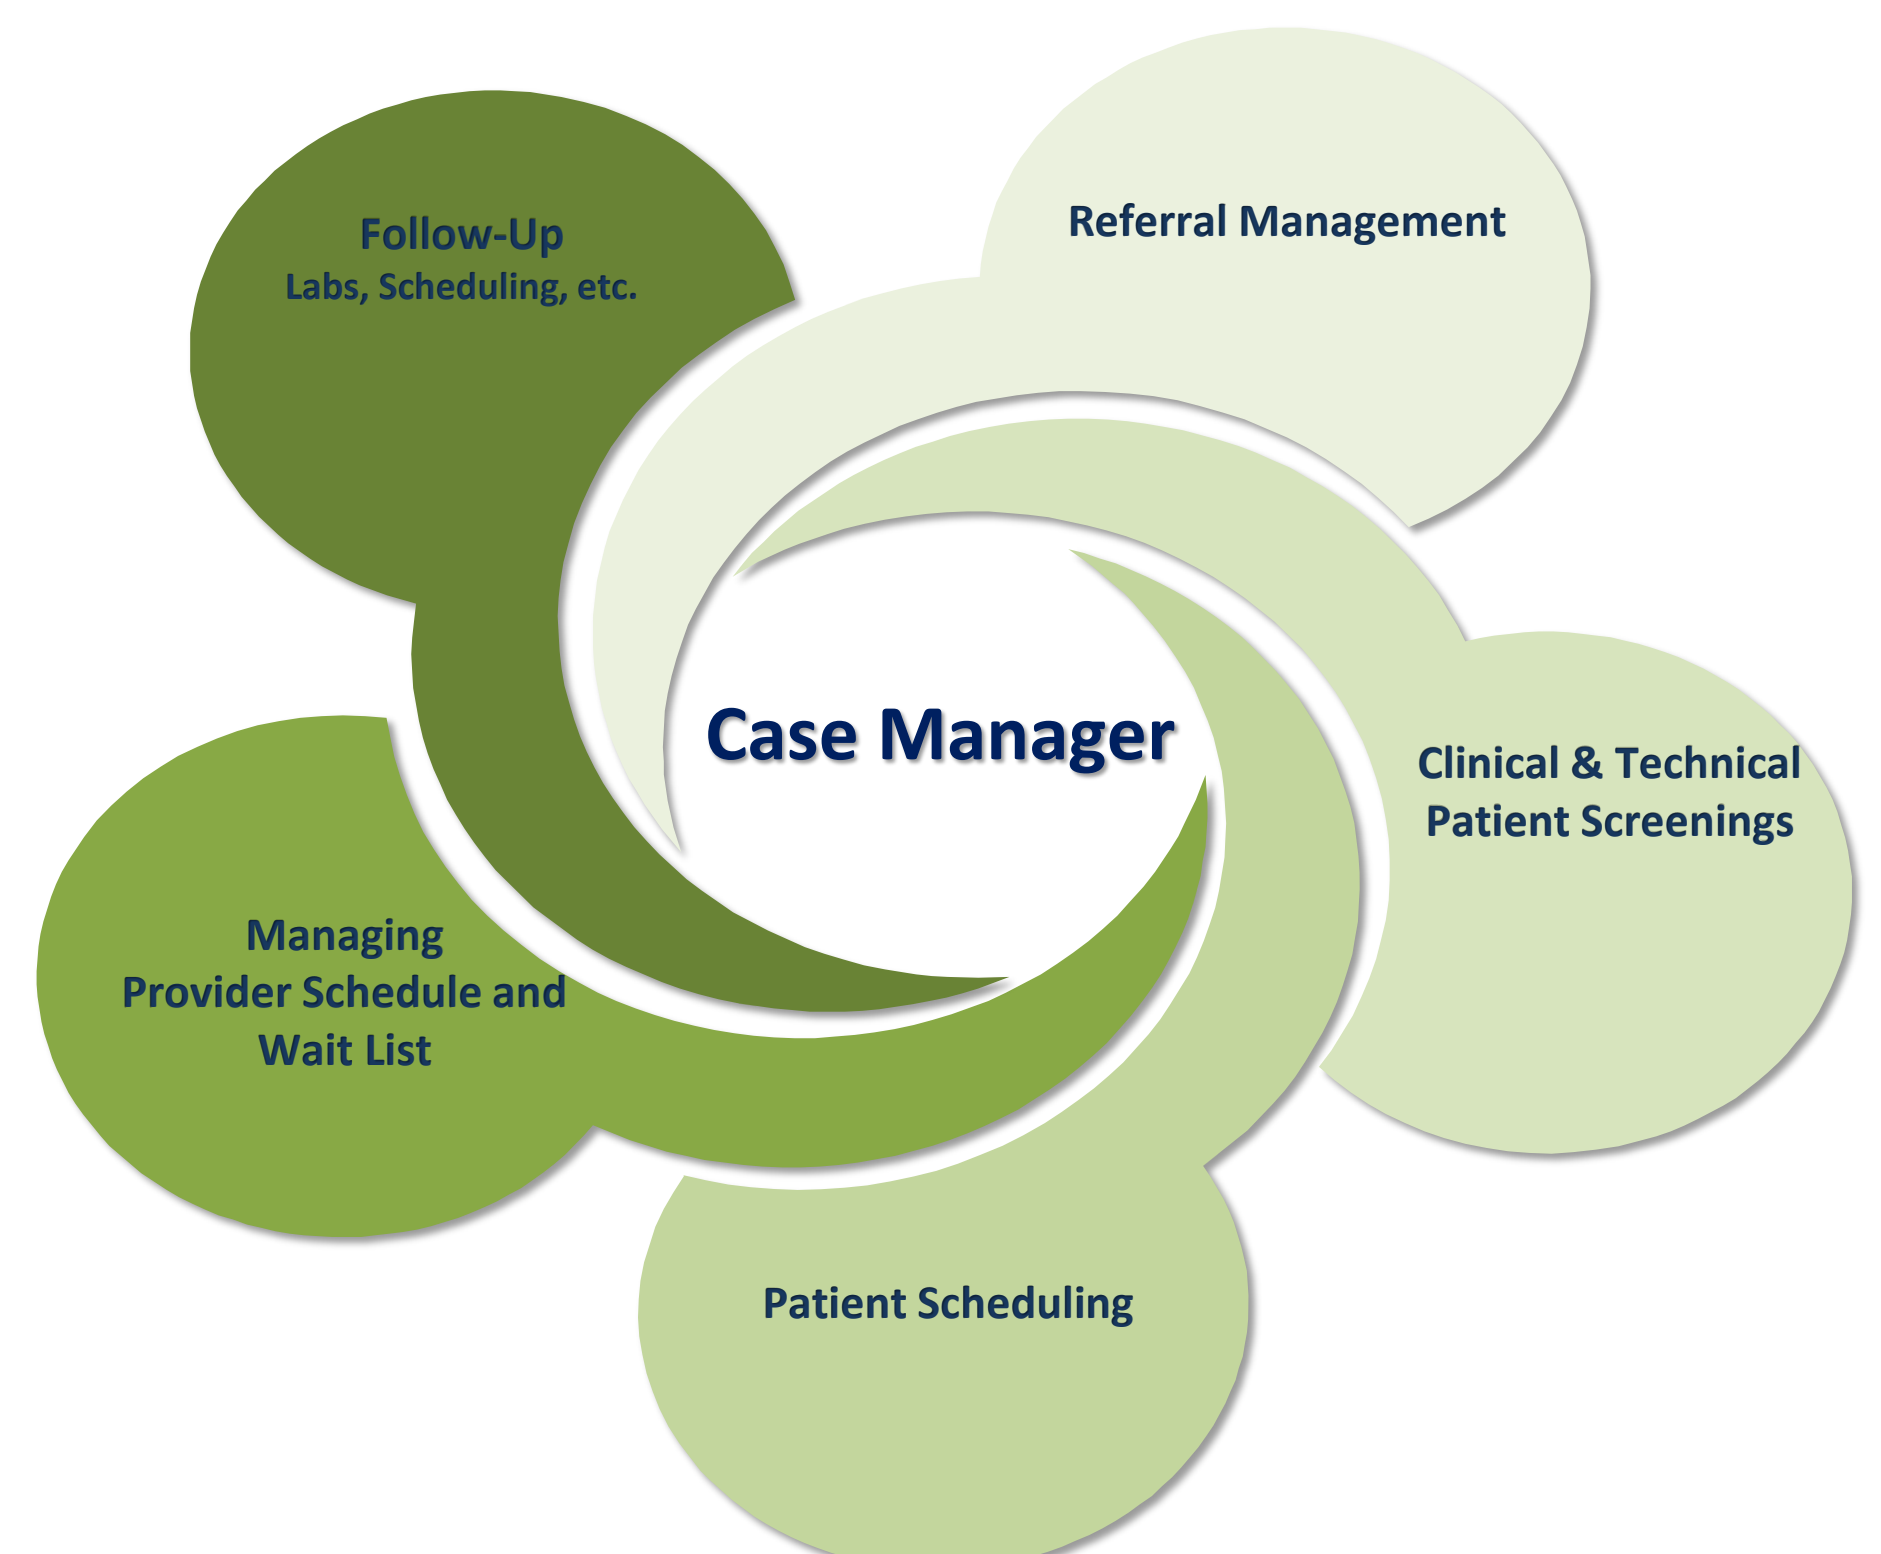 Referral Management
Follow-Up
Labs, Scheduling, etc.
Case Manager
Clinical & Technical
Patient Screenings
Managing
Provider Schedule and
Wait List
Patient Scheduling